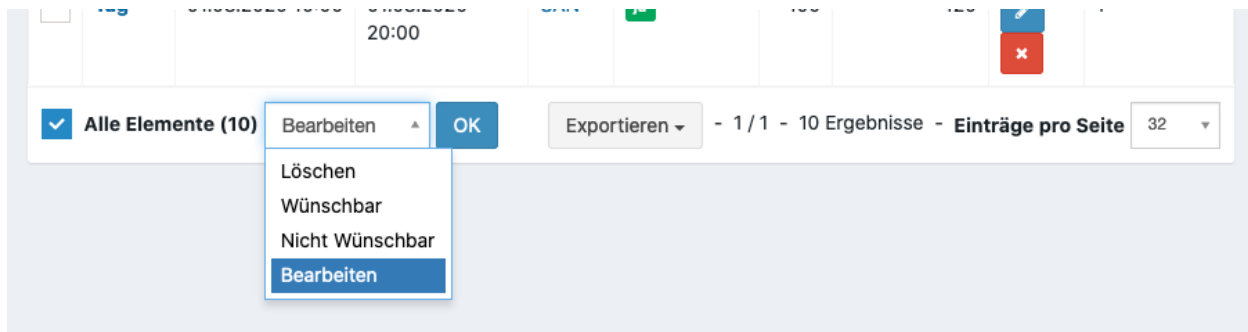 20:00
Alle Elemente (10) Bearbeiten OK Exportieren - 1 / 1 - 10 Ergebnisse - Einträge pro Seite 32
Löschen
Wünschbar
Nicht Wünschbar
Bearbeiten